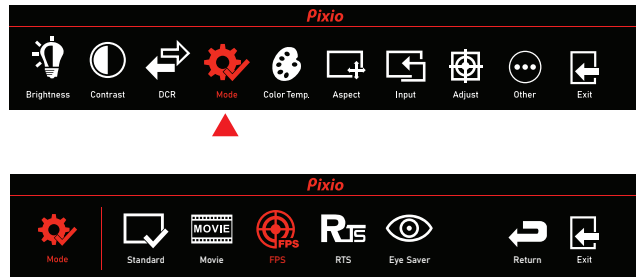 Pixio
Brightness Contrast DCR Mode Color Temp. Aspect Input Adjust Other Exit
Pixio
MOVIE FPS RTS
Mode Standard Movie FPS RTS Eye Saver Return Exit